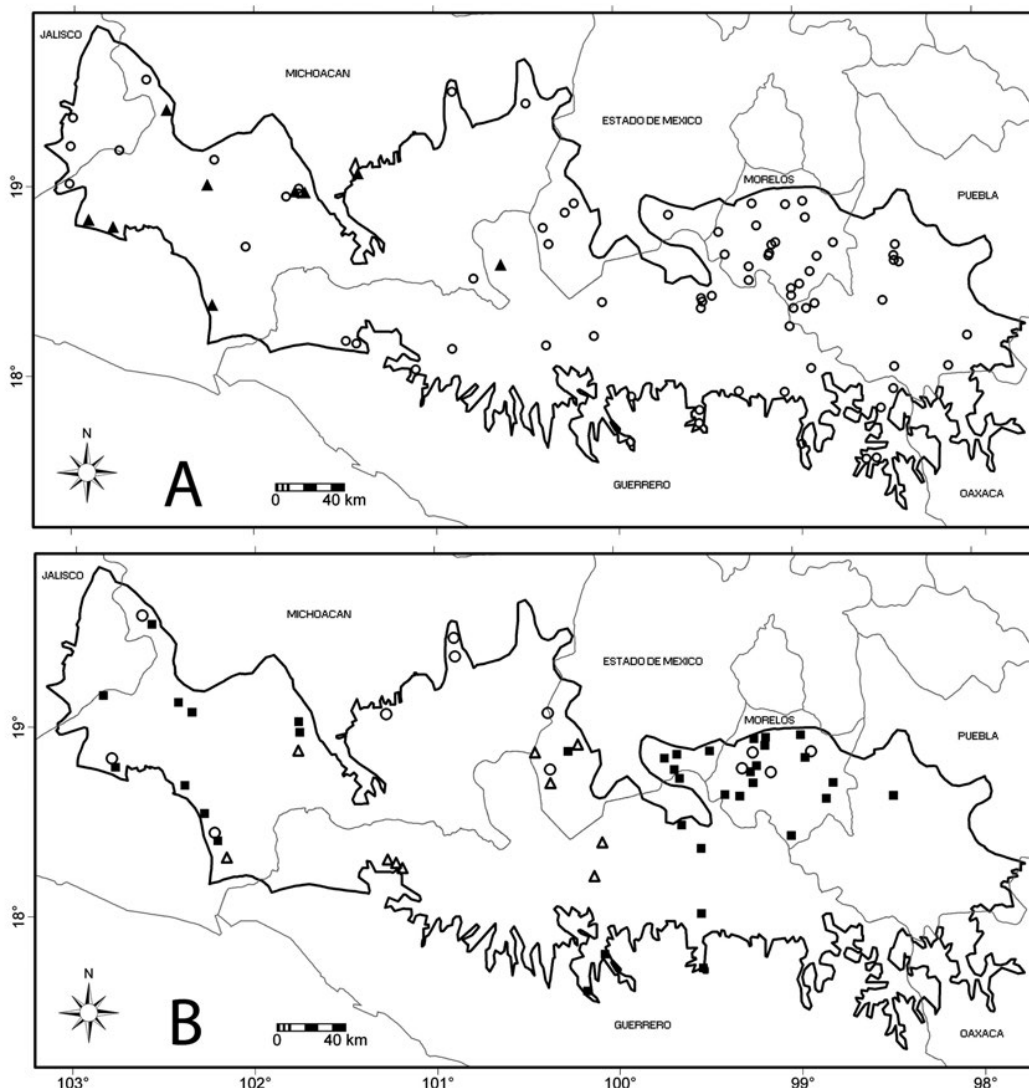 JALISCO
MICHOACAN
ESTADO DE MEXICO
19°
MORELOS
PUEBLA
18°
N
A
0 40 km
GUERRERO
OAXACA
JALISCO
MICHOACAN
ESTADO DE MEXICO
19°
MORELOS
PUEBLA
18°
N
B
0 40 km
GUERRERO
OAXACA
103° 102° 101° 100° 99° 98°